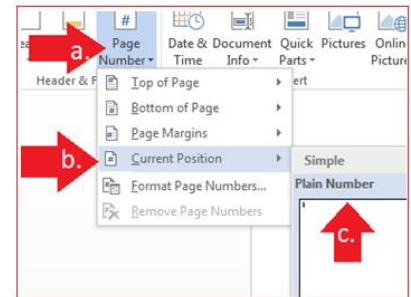 a.
Page Number
Date & Time
Document Info
Quick Parts
Pictures
Header & F
ert
Top of Page
Bottom of Page
Page Margins
b.
Current Position
Simple
Format Page Numbers...
Plain Number
Remove Page Numbers
c.